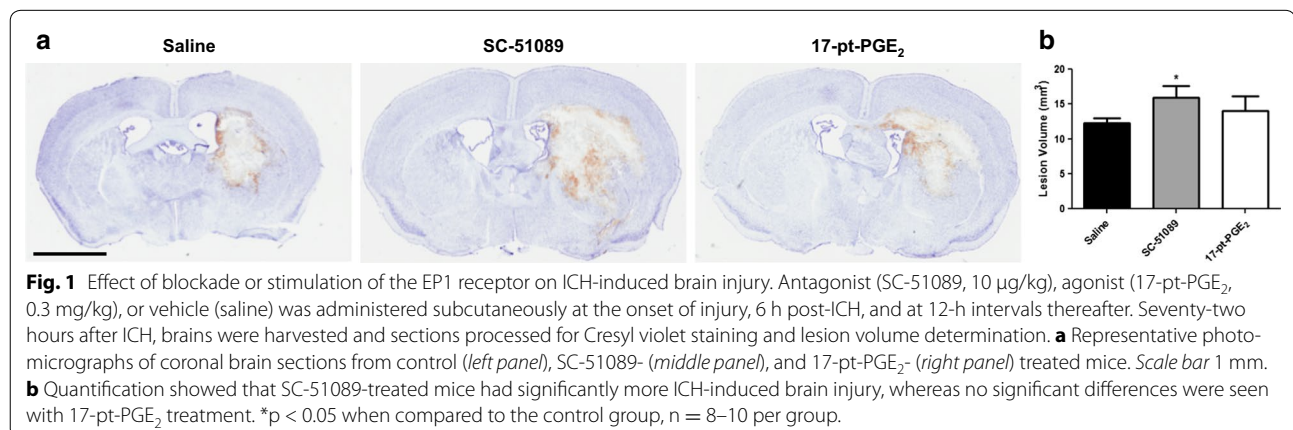 a
Saline
SC-51089
17-pt-PGE₂
b
Lesion Volume (mm³)
20
15
10
5
0
*
Saline
SC-51089
17-pt-PGE₂
Fig. 1 Effect of blockade or stimulation of the EP1 receptor on ICH-induced brain injury. Antagonist (SC-51089, 10 μg/kg), agonist (17-pt-PGE₂,
0.3 mg/kg), or vehicle (saline) was administered subcutaneously at the onset of injury, 6 h post-ICH, and at 12-h intervals thereafter. Seventy-two
hours after ICH, brains were harvested and sections processed for Cresyl violet staining and lesion volume determination. a Representative photo-
micrographs of coronal brain sections from control (left panel), SC-51089- (middle panel), and 17-pt-PGE₂- (right panel) treated mice. Scale bar 1 mm.
b Quantification showed that SC-51089-treated mice had significantly more ICH-induced brain injury, whereas no significant differences were seen
with 17-pt-PGE₂ treatment. *p < 0.05 when compared to the control group, n = 8–10 per group.